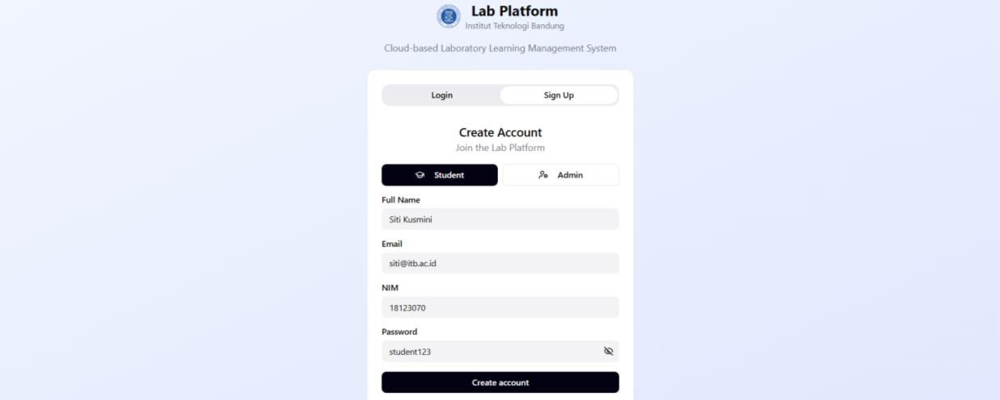 Lab Platform
Institut Teknologi Bandung
Cloud-based Laboratory Learning Management System
Login
Sign Up
Create Account
Join the Lab Platform
Student
Admin
Full Name
Siti Kusmini
Email
siti@itb.ac.id
NIM
18123070
Password
student123
Create account